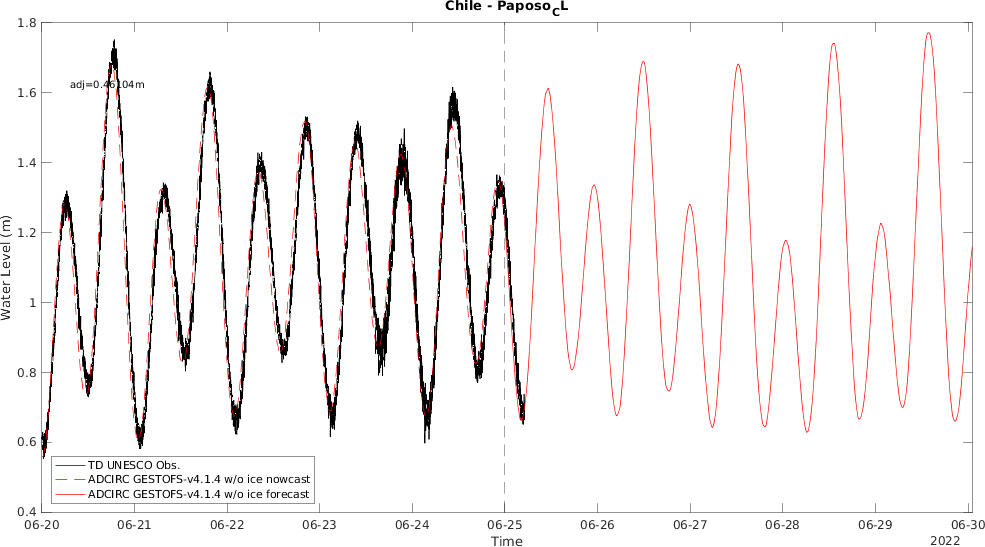 Chile - Paposo_CL
1.8
1.6
1.4
1.2
1
0.8
0.6
0.4
Water Level (m)
adj=0.46104m
TD UNESCO Obs.
ADCIRC GESTOFS-v4.1.4 w/o ice nowcast
ADCIRC GESTOFS-v4.1.4 w/o ice forecast
06-20 06-21 06-22 06-23 06-24 06-25 06-26 06-27 06-28 06-29 06-30
Time
2022